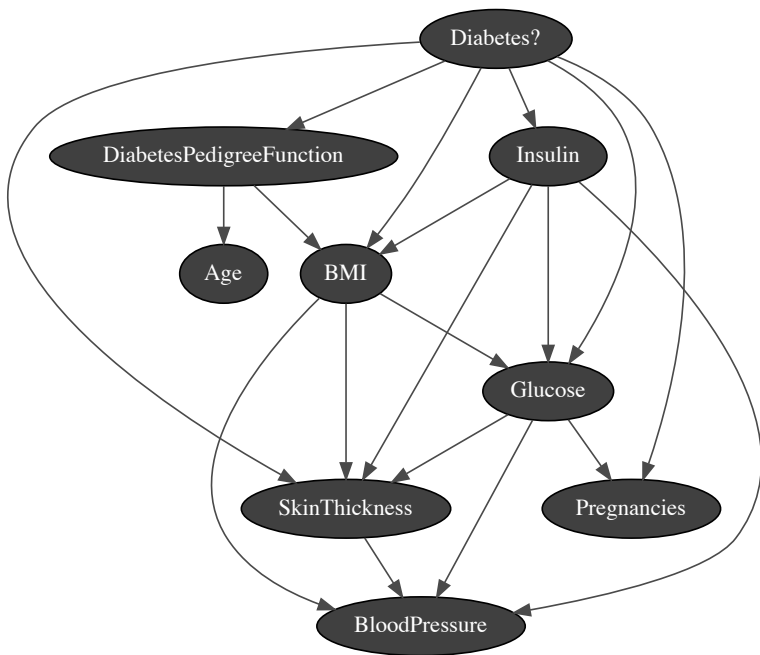 Diabetes?
DiabetesPedigreeFunction
Insulin
Age
BMI
Glucose
SkinThickness
Pregnancies
BloodPressure